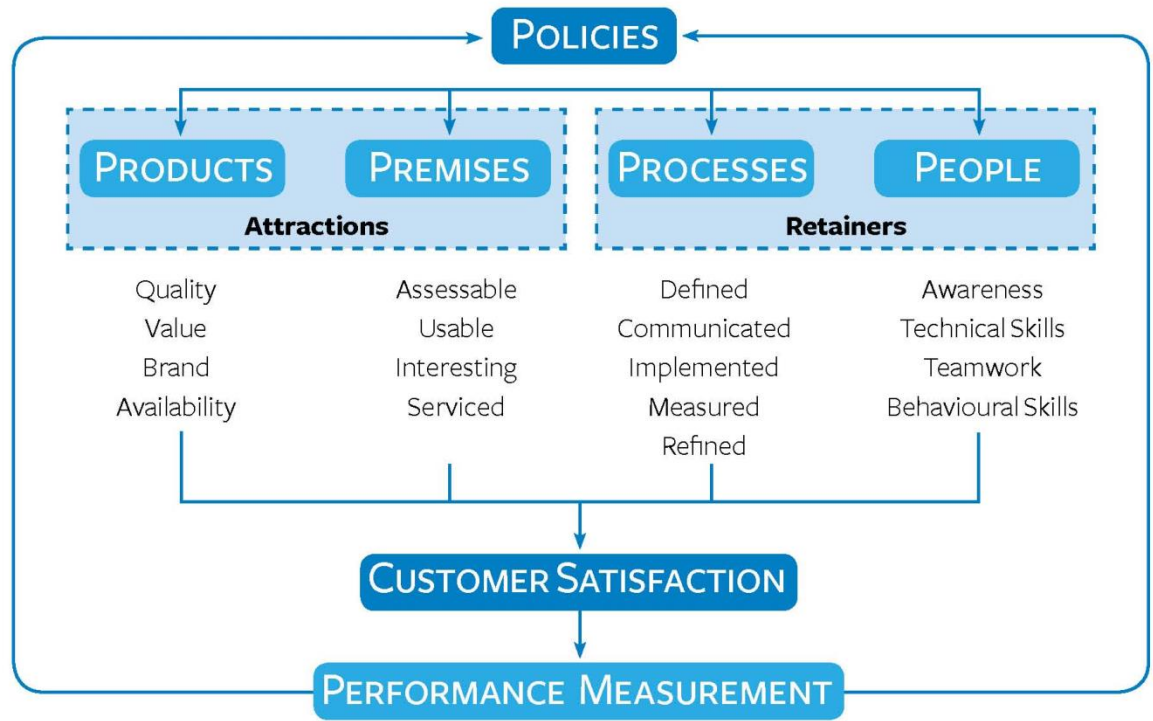 POLICIES
PRODUCTS
PREMISES
PROCESSES
PEOPLE
Attractions
Retainers
Quality
Value
Brand
Availability
Assessable
Usable
Interesting
Serviced
Defined
Communicated
Implemented
Measured
Refined
Awareness
Technical Skills
Teamwork
Behavioural Skills
CUSTOMER SATISFACTION
PERFORMANCE MEASUREMENT